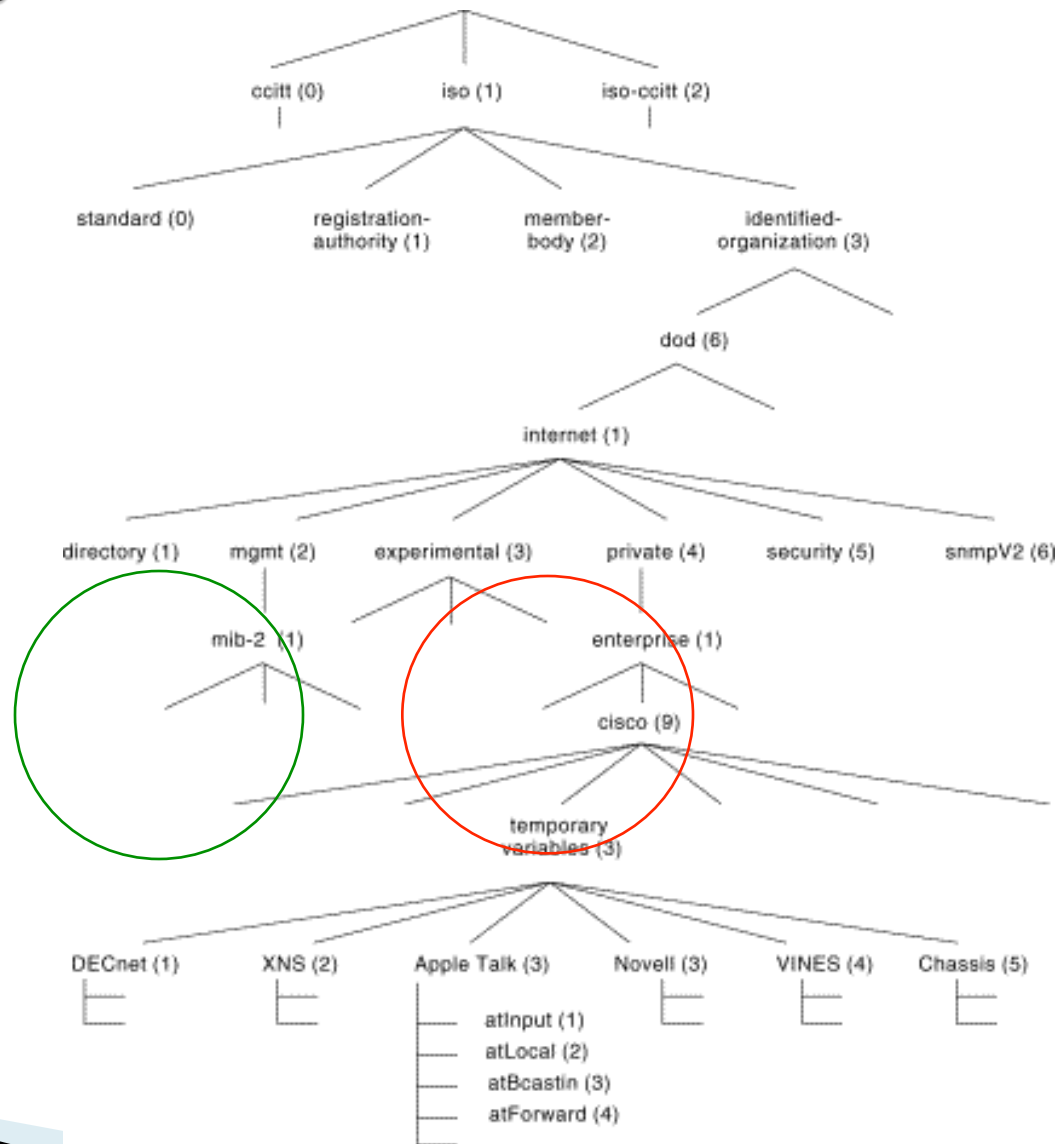 ccitt (0) iso (1) iso-ccitt (2)
standard (0) registration- member- identified-
authority (1) body (2) organization (3)
dod (6)
internet (1)
directory (1) mgmt (2) experimental (3) private (4) security (5) snmpV2 (6)
mib-2 (1) enterprise (1)
cisco (9)
temporary
variables (3)
DECnet (1) XNS (2) Apple Talk (3) Novell (3) VINES (4) Chassis (5)
atInput (1)
atLocal (2)
atBcastin (3)
atForward (4)